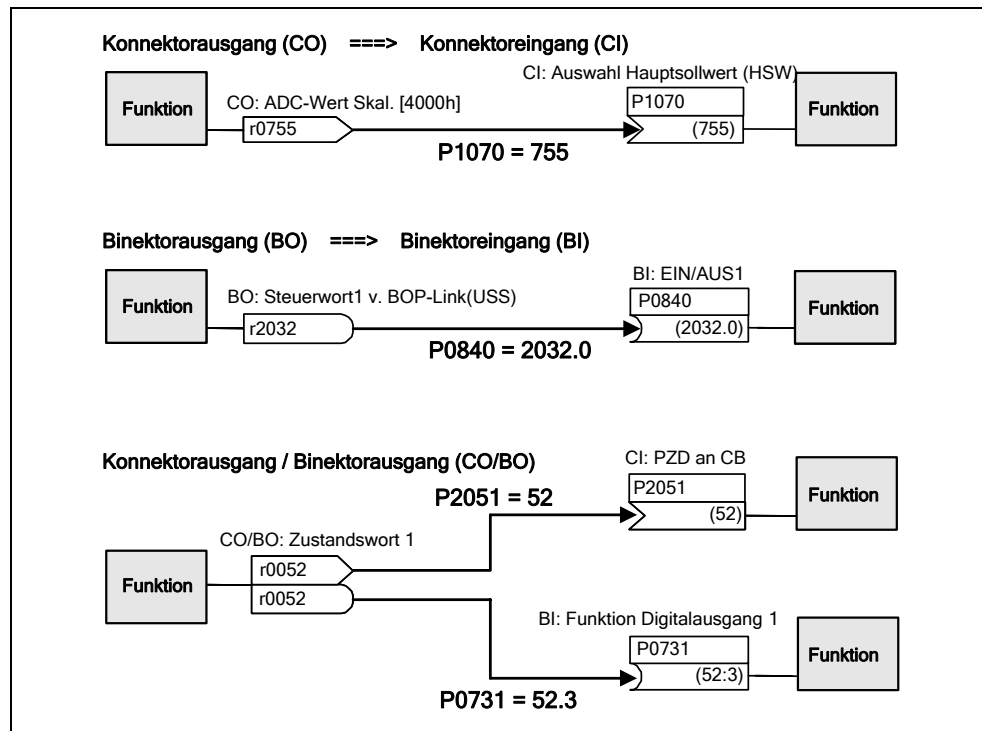 Konnektorausgang (CO) ===> Konnektoreingang (CI)
CI: Auswahl Hauptsollwert (HSW)
Funktion
CO: ADC-Wert Skal. [4000h]
r0755
P1070 = 755
P1070
(755)
Funktion
Binektorausgang (BO) ===> Binektoreingang (BI)
BI: EIN/AUS1
Funktion
BO: Steuerwort1 v. BOP-Link(USS)
r2032
P0840 = 2032.0
P0840
(2032.0)
Funktion
Konnektorausgang / Binektorausgang (CO/BO)
CI: PZD an CB
P2051 = 52
P2051
(52)
Funktion
CO/BO: Zustandswort 1
Funktion
r0052
r0052
BI: Funktion Digitalausgang 1
P0731
(52:3)
Funktion
P0731 = 52.3